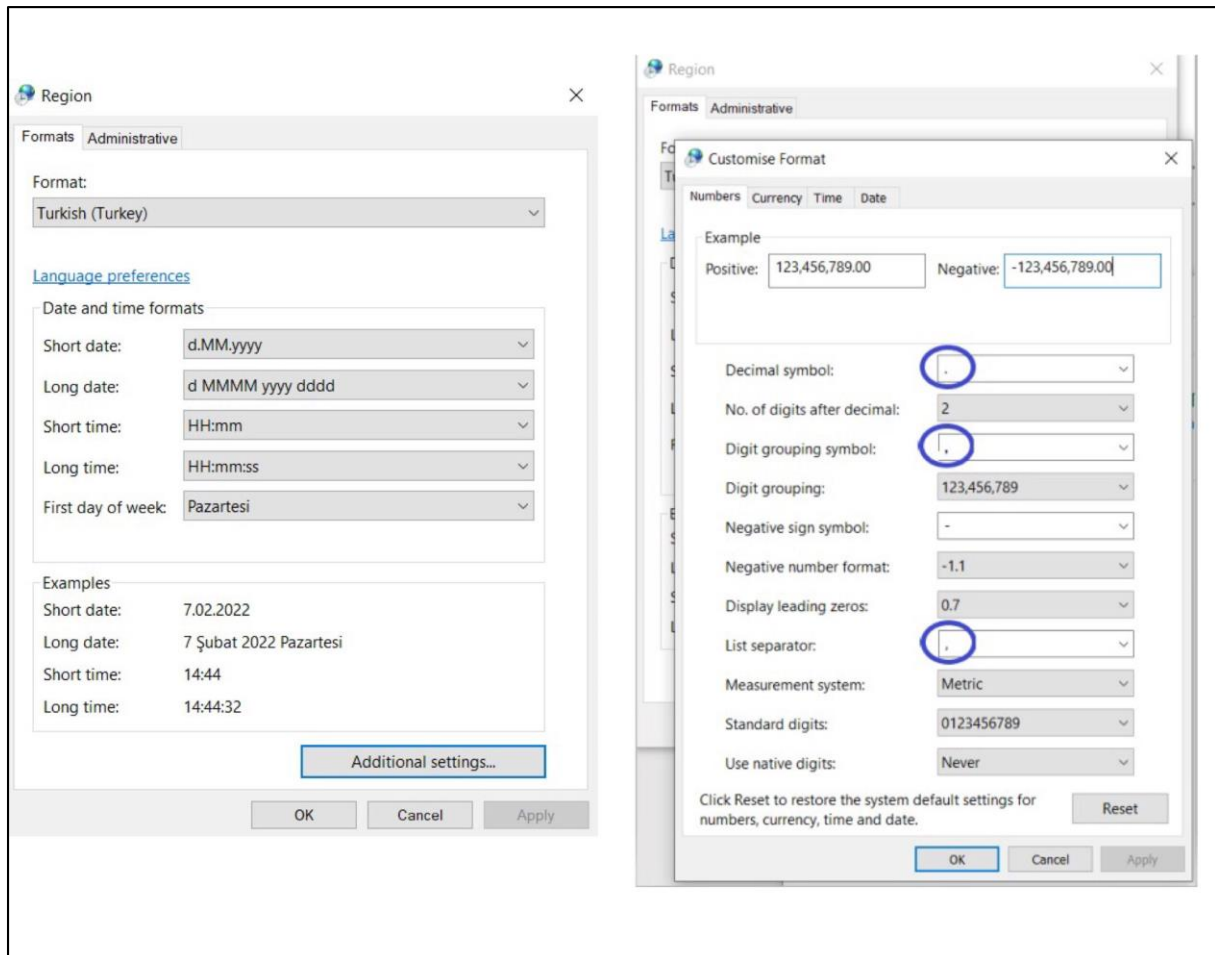 Region
Formats Administrative
Format:
Turkish (Turkey)
Language preferences
Date and time formats
Short date: d.MM.yyyy
Long date: d MMMM yyyy dddd
Short time: HH:mm
Long time: HH:mm:ss
First day of week: Pazartesi
Examples
Short date: 7.02.2022
Long date: 7 Şubat 2022 Pazartesi
Short time: 14:44
Long time: 14:44:32
Additional settings...
OK Cancel Apply
Region
Formats Administrative
Customise Format
Numbers Currency Time Date
Example
Positive: 123,456,789.00 Negative: -123,456,789.00
Decimal symbol: .
No. of digits after decimal: 2
Digit grouping symbol: ,
Digit grouping: 123,456,789
Negative sign symbol: -
Negative number format: -1.1
Display leading zeros: 0.7
List separator: ,
Measurement system: Metric
Standard digits: 0123456789
Use native digits: Never
Click Reset to restore the system default settings for
numbers, currency, time and date.
Reset
OK Cancel Apply